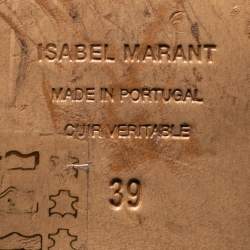 ISABEL MARANT
MADE IN PORTUGAL
CUIR VERITABLE
39